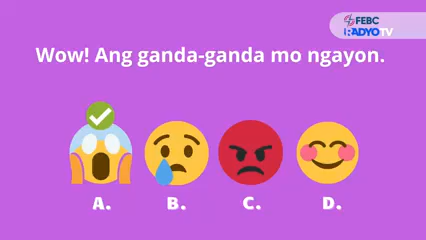 FEBC
RADYO TV
Wow! Ang ganda-ganda mo ngayon.
A. B. C. D.